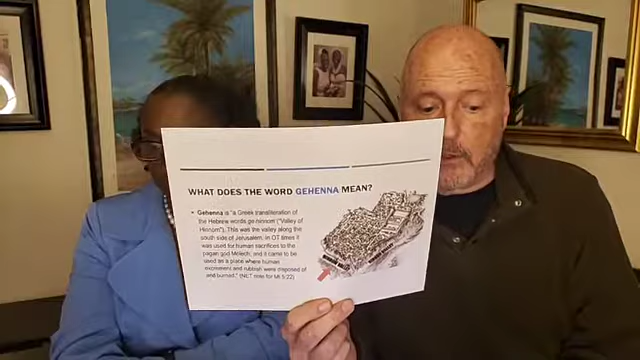 WHAT DOES THE WORD GEHENNA MEAN?
• Gehenna is "a Greek transliteration
of the Hebrew words ge hinnom ("Valley of
Hinnom"). This was the valley along the
south side of Jerusalem. In OT times it
was used for human sacrifices to the
pagan god Molech, and it came to be
used as a place where human
excrement and rubbish were disposed of
and burned." (NET note for Mt 5:22)